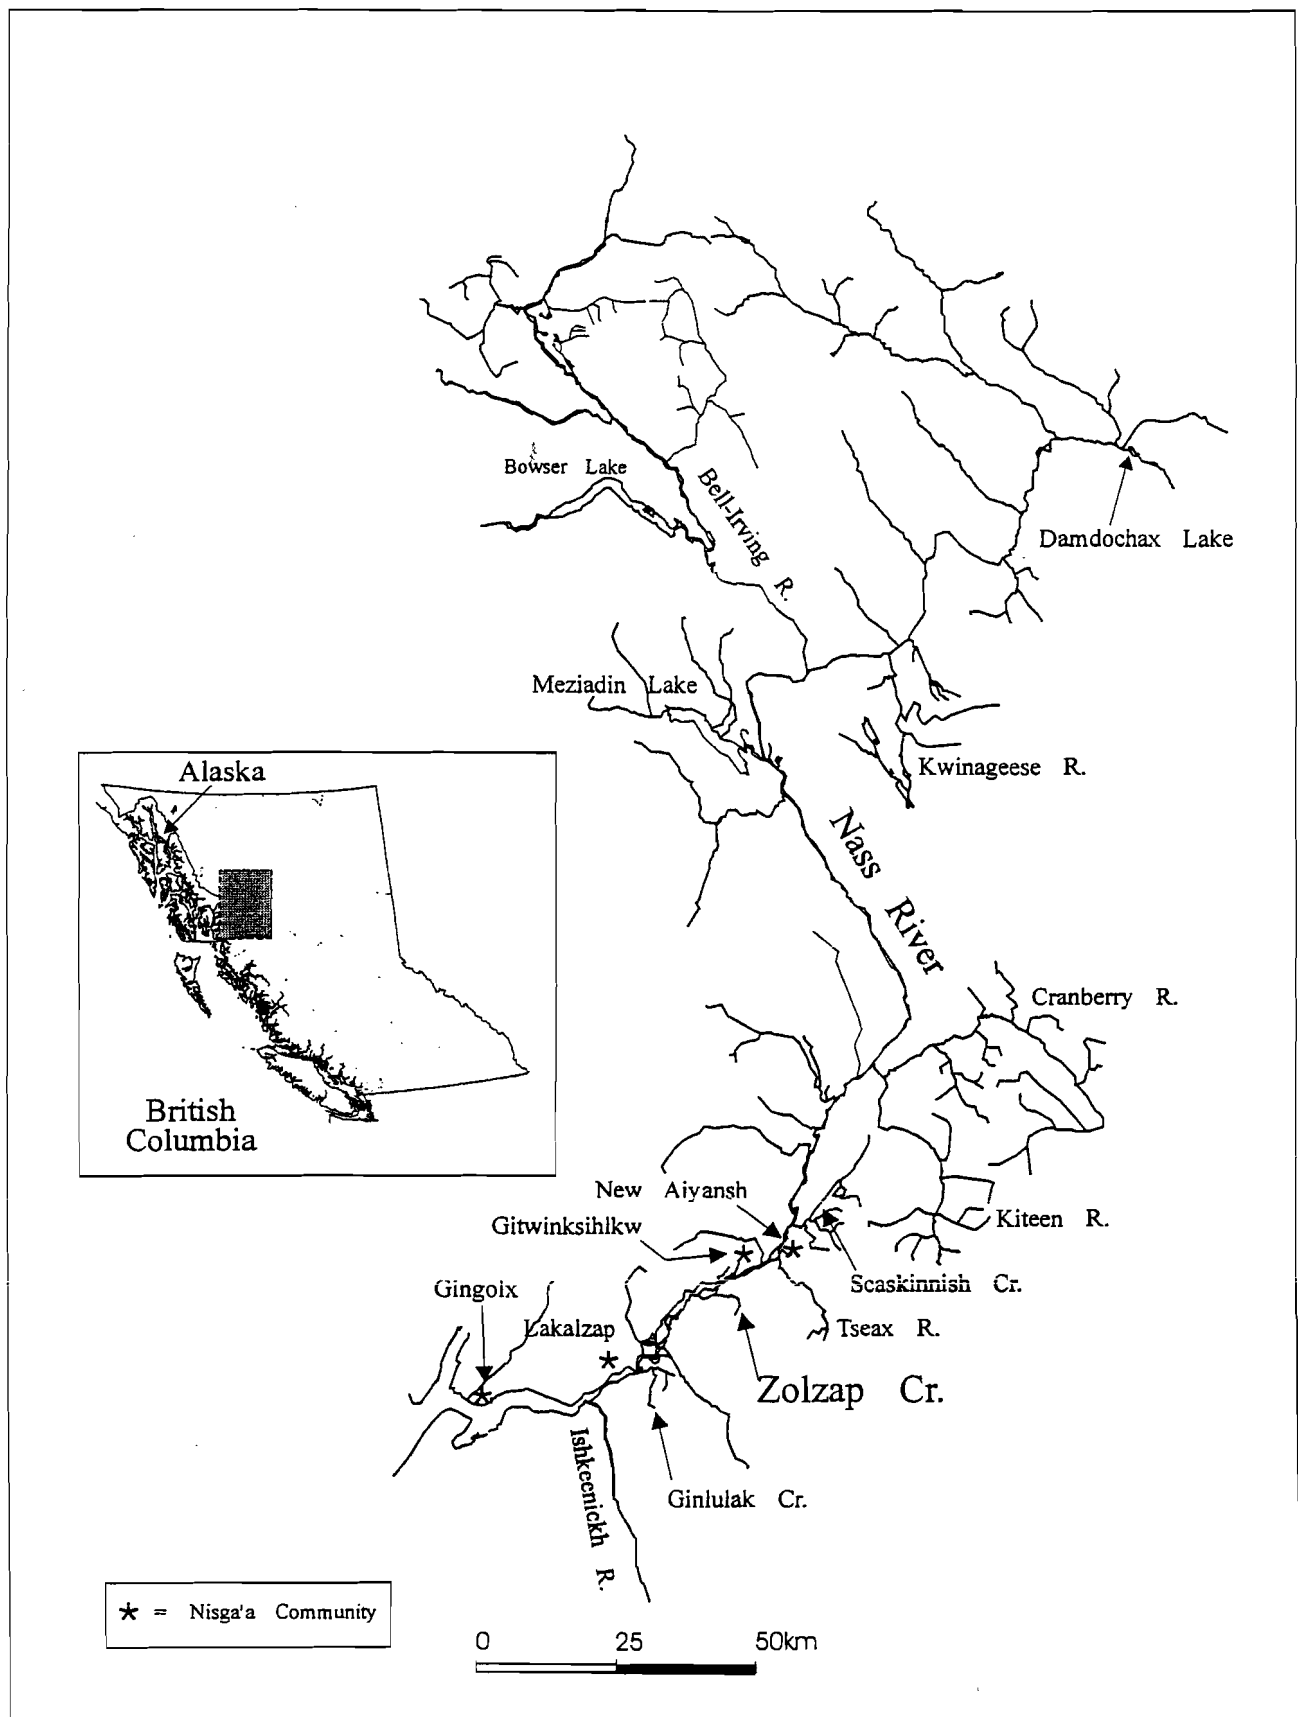 Bowser Lake
Bell-Irving R.
Damdochax Lake
Meziadin Lake
Kwinageese R.
Alaska
Nass River
Cranberry R.
British
Columbia
New Aiyansh
Gitwinksihlkw
Kiteen R.
Scaskinnish Cr.
Gingolx
Lakalzap
Tseax R.
Zolzap Cr.
Ishkeenickh R.
Ginlulak Cr.
* = Nisga'a Community
0 25 50km